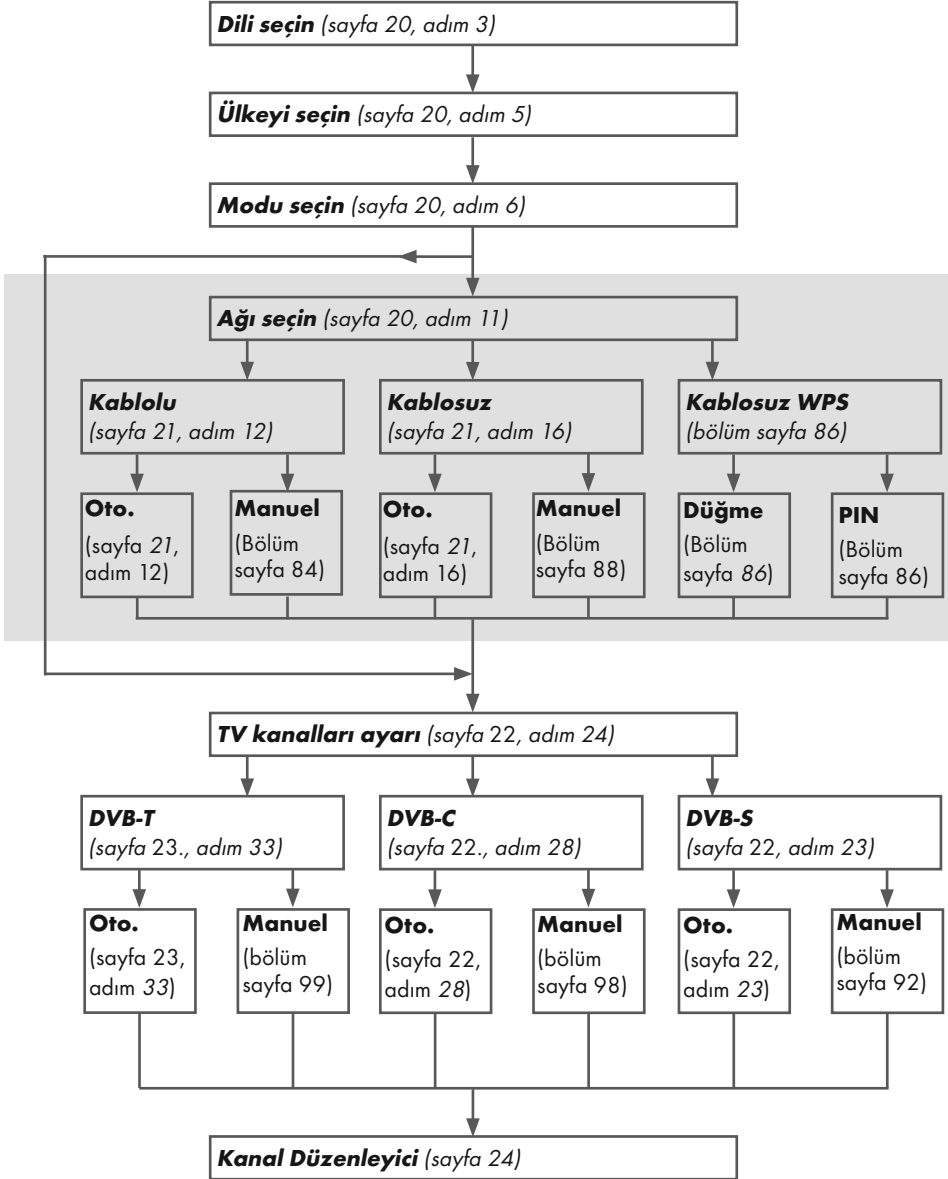 Dili seçin (sayfa 20, adım 3)
Ülkeyi seçin (sayfa 20, adım 5)
Modu seçin (sayfa 20, adım 6)
Ağı seçin (sayfa 20, adım 11)
Kablolu
(sayfa 21, adım 12)
Kablosuz
(sayfa 21, adım 16)
Kablosuz WPS
(bölüm sayfa 86)
Oto.
(sayfa 21,
adım 12)
Manuel
(Bölüm
sayfa 84)
Oto.
(sayfa 21,
adım 16)
Manuel
(Bölüm
sayfa 88)
Düğme
(Bölüm
sayfa 86)
PIN
(Bölüm
sayfa 86)
TV kanalları ayarı (sayfa 22, adım 24)
DVB-T
(sayfa 23., adım 33)
DVB-C
(sayfa 22., adım 28)
DVB-S
(sayfa 22, adım 23)
Oto.
(sayfa 23,
adım 33)
Manuel
(bölüm
sayfa 99)
Oto.
(sayfa 22,
adım 28)
Manuel
(bölüm
sayfa 98)
Oto.
(sayfa 22,
adım 23)
Manuel
(bölüm
sayfa 92)
Kanal Düzenleyici (sayfa 24)